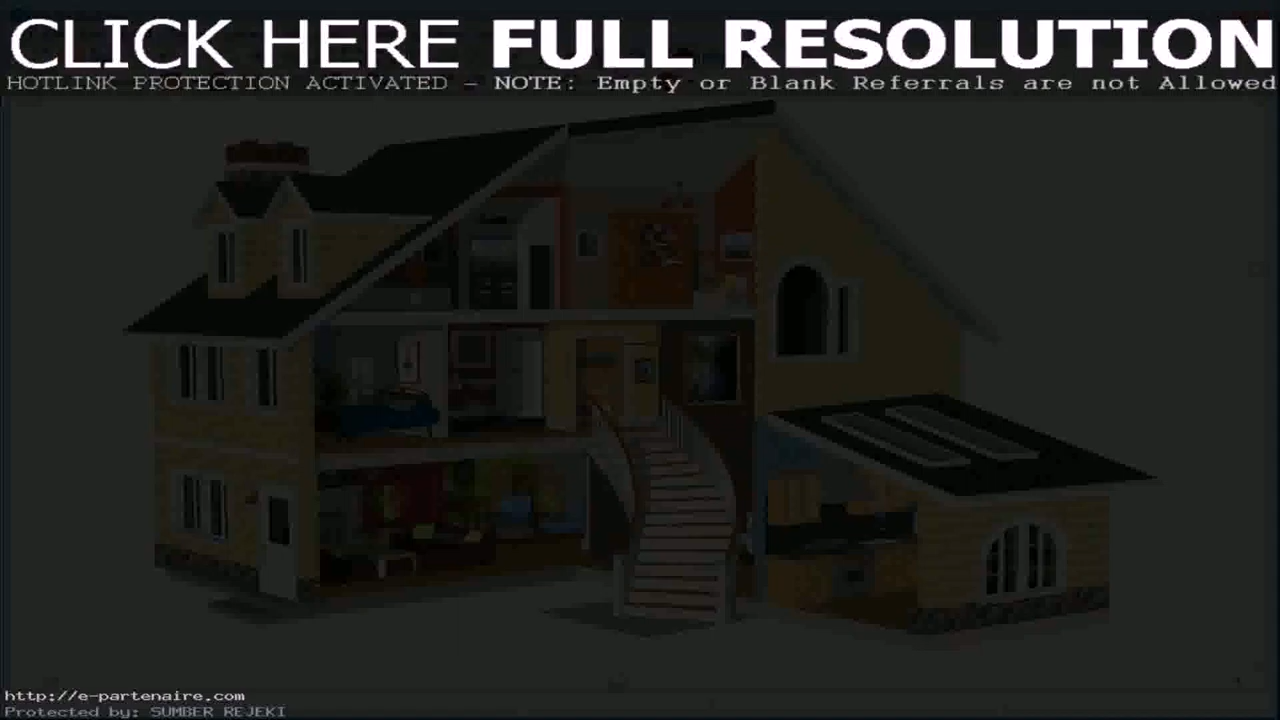 CLICK HERE FULL RESOLUTION
HOTLINK PROTECTION ACTIVATED - NOTE: Empty or Blank Referrals are not Allowed
http://e-partenaire.com
Protected by: SUMBER REJEKI